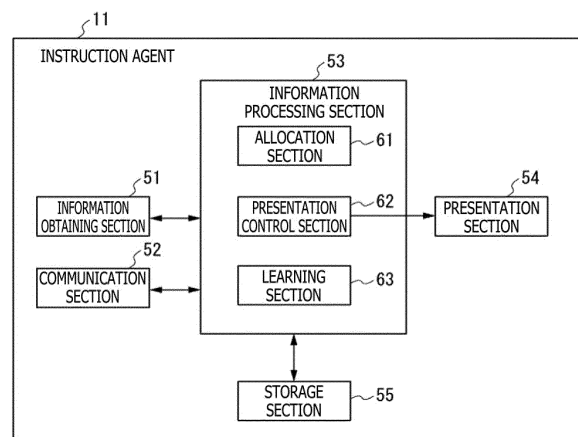 11
INSTRUCTION AGENT
53
INFORMATION
PROCESSING SECTION
ALLOCATION
SECTION
61
51
INFORMATION
OBTAINING SECTION
62
PRESENTATION
CONTROL SECTION
54
PRESENTATION
SECTION
52
COMMUNICATION
SECTION
LEARNING
SECTION
63
STORAGE
SECTION
55